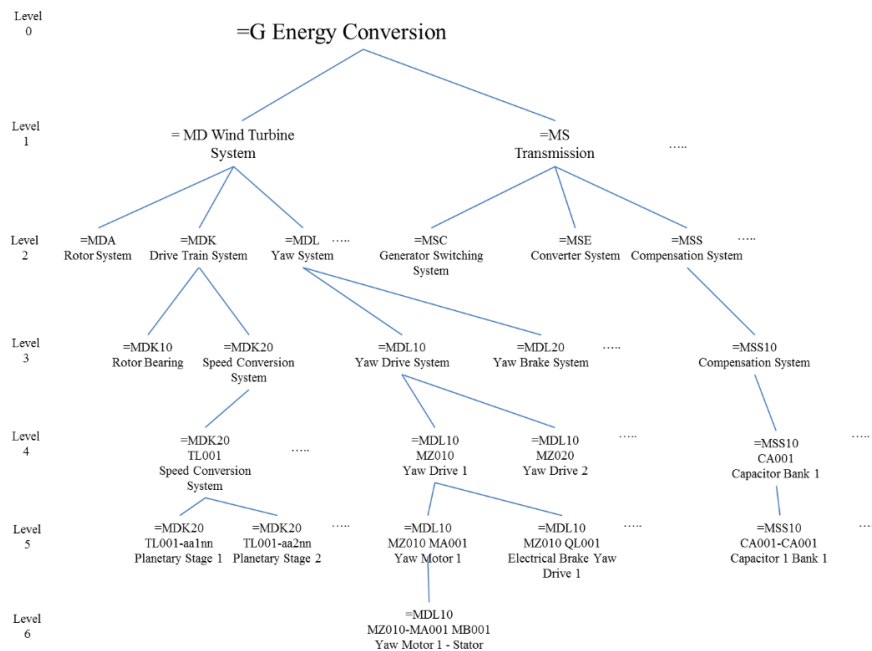 Level
0
=G Energy Conversion
Level
1
= MD Wind Turbine
System
=MS
Transmission
.....
Level
2
=MDA
Rotor System
=MDK
Drive Train System
=MDL
Yaw System
.....
=MSC
Generator Switching
System
=MSE
Converter System
=MSS
Compensation System
.....
Level
3
=MDK10
Rotor Bearing
=MDK20
Speed Conversion
System
=MDL10
Yaw Drive System
=MDL20
Yaw Brake System
.....
=MSS10
Compensation System
Level
4
=MDK20
TL001
Speed Conversion
System
.....
=MDL10
MZ010
Yaw Drive 1
=MDL10
MZ020
Yaw Drive 2
.....
=MSS10
CA001
Capacitor Bank 1
.....
Level
5
=MDK20
TL001-aa1nn
Planetary Stage 1
=MDK20
TL001-aa2nn
Planetary Stage 2
.....
=MDL10
MZ010 MA001
Yaw Motor 1
=MDL10
MZ010 QL001
Electrical Brake Yaw
Drive 1
.....
=MSS10
CA001-CA001
Capacitor 1 Bank 1
.....
Level
6
=MDL10
MZ010-MA001 MB001
Yaw Motor 1 - Stator